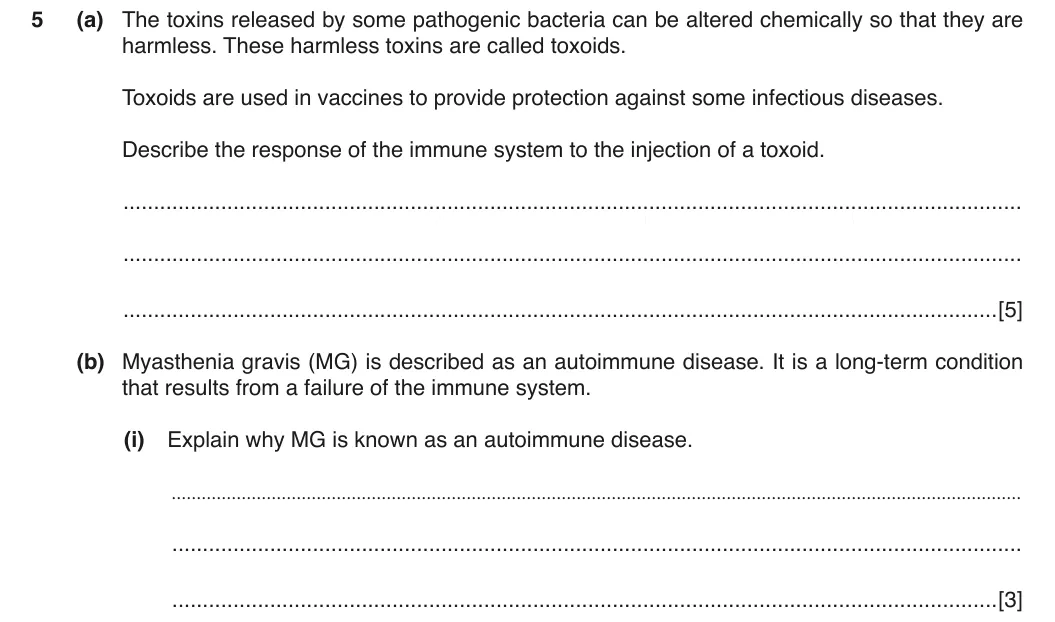 5 (a) The toxins released by some pathogenic bacteria can be altered chemically so that they are
harmless. These harmless toxins are called toxoids.
Toxoids are used in vaccines to provide protection against some infectious diseases.
Describe the response of the immune system to the injection of a toxoid.
..........................................................................................................................................
..........................................................................................................................................
......................................................................................................................................[5]
(b) Myasthenia gravis (MG) is described as an autoimmune disease. It is a long-term condition
that results from a failure of the immune system.
(i) Explain why MG is known as an autoimmune disease.
..........................................................................................................................................
..........................................................................................................................................
......................................................................................................................................[3]